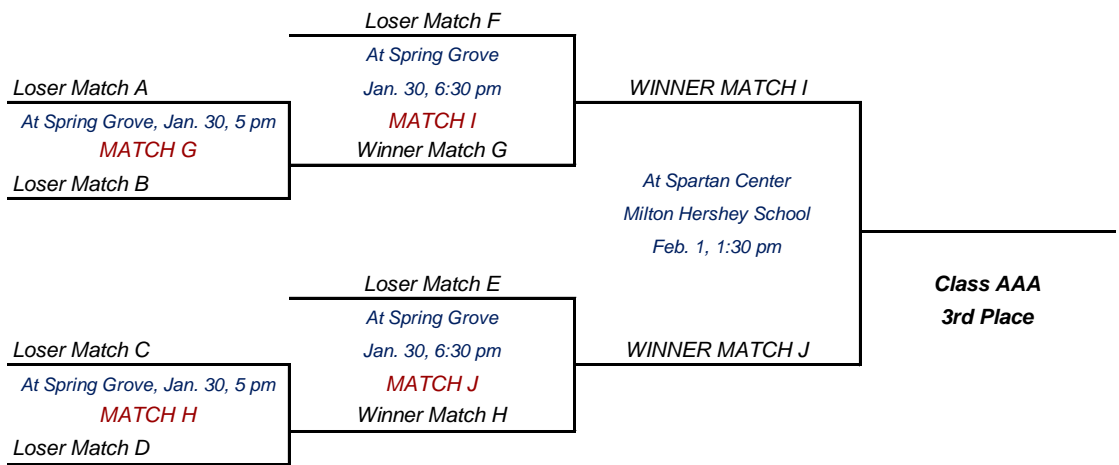 Loser Match F
At Spring Grove
Loser Match A
Jan. 30, 6:30 pm
WINNER MATCH I
At Spring Grove, Jan. 30, 5 pm
MATCH I
MATCH G
Winner Match G
Loser Match B
At Spartan Center
Milton Hershey School
Feb. 1, 1:30 pm
Loser Match E
Class AAA
At Spring Grove
3rd Place
Loser Match C
Jan. 30, 6:30 pm
WINNER MATCH J
At Spring Grove, Jan. 30, 5 pm
MATCH J
MATCH H
Winner Match H
Loser Match D